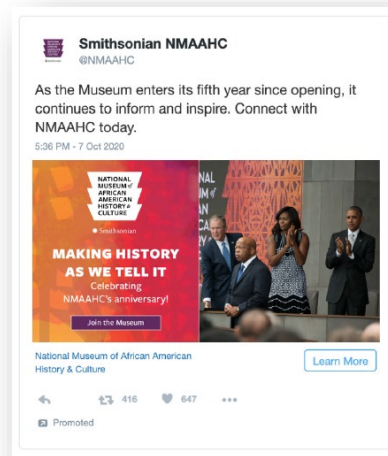 Smithsonian NMAAHC
@NMAAHC
As the Museum enters its fifth year since opening, it
continues to inform and inspire. Connect with
NMAAHC today.
5:36 PM - 7 Oct 2020
NATIONAL
MUSEUM of
AFRICAN
AMERICAN
HISTORY &
CULTURE
Smithsonian
MAKING HISTORY
AS WE TELL IT
Celebrating
NMAAHC's anniversary!
Join the Museum
National Museum of African American
History & Culture
Learn More
416
647
Promoted